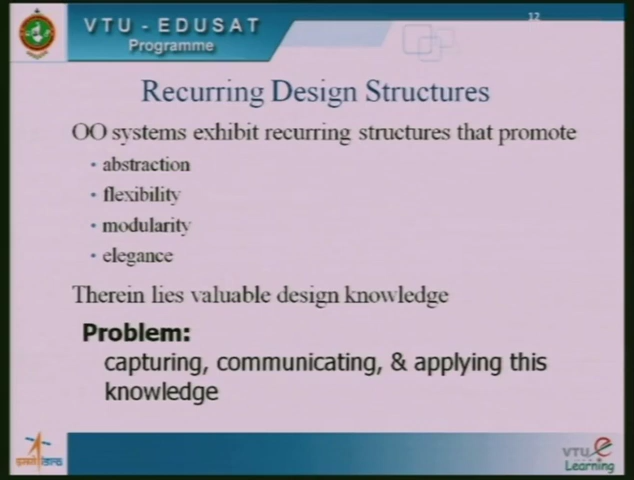 12
VTU - EDUSAT
Programme
Recurring Design Structures
OO systems exhibit recurring structures that promote
• abstraction
• flexibility
• modularity
• elegance
Therein lies valuable design knowledge
Problem:
capturing, communicating, & applying this
knowledge
VTU e
Learning